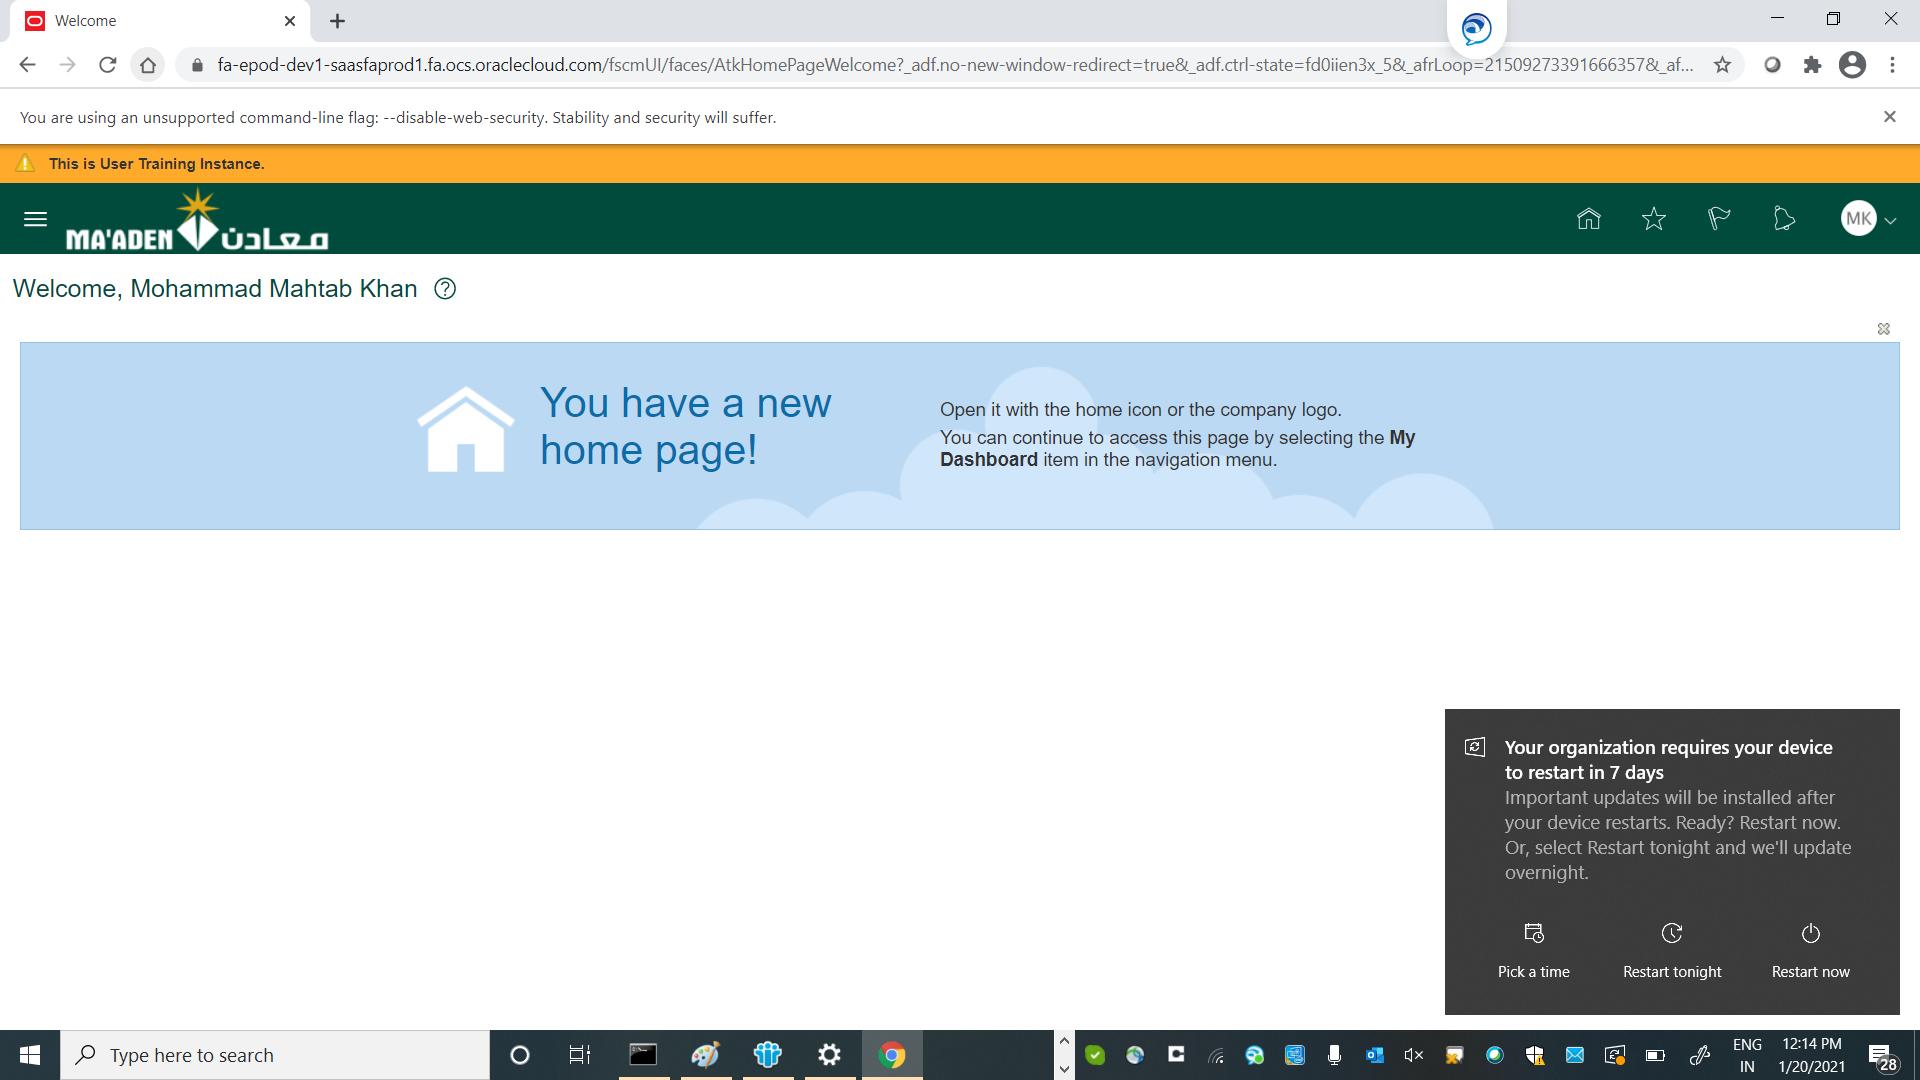 Welcome
fa-epod-dev1-saasfaprod1.fa.ocs.oraclecloud.com/fscmUI/faces/AtkHomePageWelcome?_adf.no-new-window-redirect=true&_adf.ctrl-state=fd0iien3x_5&_afrLoop=21509273391666357&_af...
You are using an unsupported command-line flag: --disable-web-security. Stability and security will suffer.
This is User Training Instance.
MA'ADEN معادن
MK
Welcome, Mohammad Mahtab Khan
You have a new
home page!
Open it with the home icon or the company logo.
You can continue to access this page by selecting the My
Dashboard item in the navigation menu.
Your organization requires your device
to restart in 7 days
Important updates will be installed after
your device restarts. Ready? Restart now.
Or, select Restart tonight and we'll update
overnight.
Pick a time
Restart tonight
Restart now
Type here to search
ENG
IN
12:14 PM
1/20/2021
28